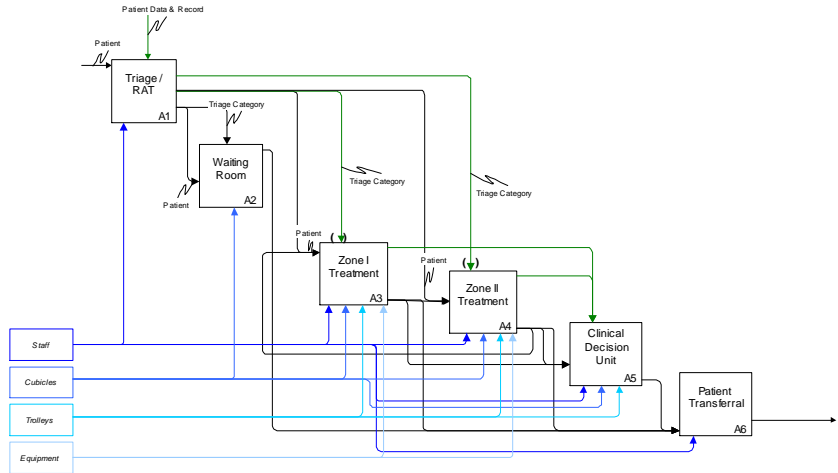 Patient Data & Record
Patient
Triage /
RAT
A1
Triage Category
Waiting
Room
A2
Patient
Triage Category
Triage Category
Patient
( )
Zone I
Treatment
A3
Patient
( )
Zone II
Treatment
A4
Clinical
Decision
Unit
A5
Patient
Transferral
A6
Staff
Cubicles
Trolleys
Equipment